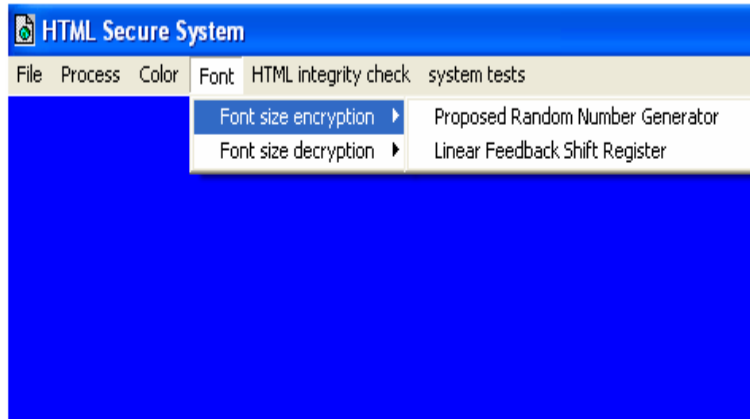 HTML Secure System
File Process Color Font HTML integrity check system tests
Font size encryption Proposed Random Number Generator
Font size decryption Linear Feedback Shift Register